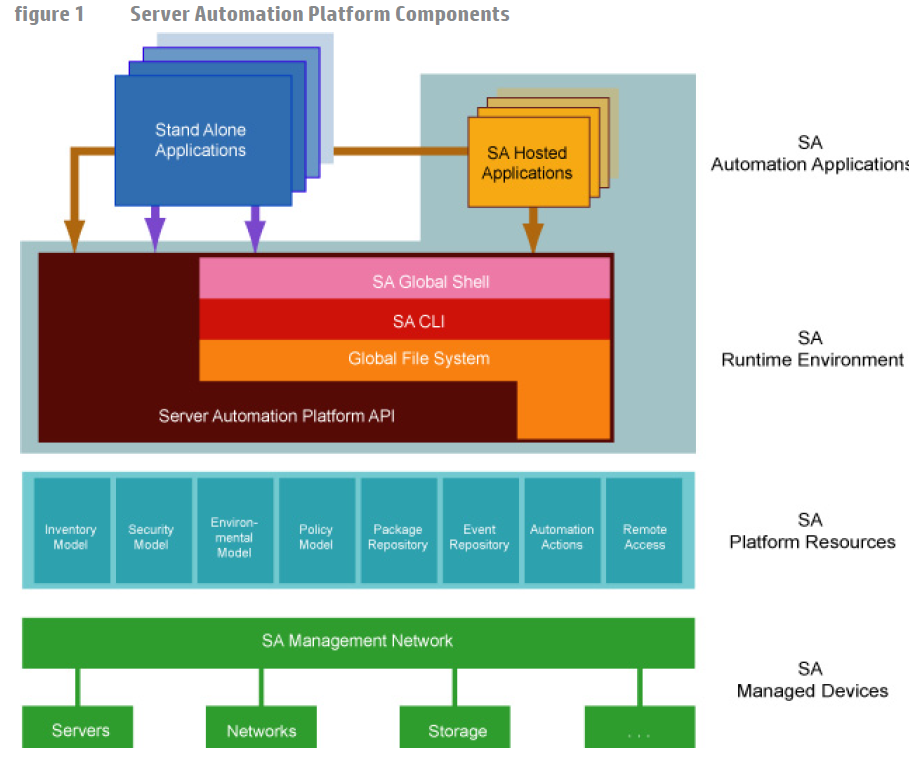 figure 1 Server Automation Platform Components
Stand Alone
Applications
SA Hosted
Applications
SA
Automation Applications
SA Global Shell
SA CLI
Global File System
Server Automation Platform API
SA
Runtime Environment
Inventory
Model
Security
Model
Environ-
mental
Model
Policy
Model
Package
Repository
Event
Repository
Automation
Actions
Remote
Access
SA
Platform Resources
SA Management Network
Servers
Networks
Storage
. . .
SA
Managed Devices